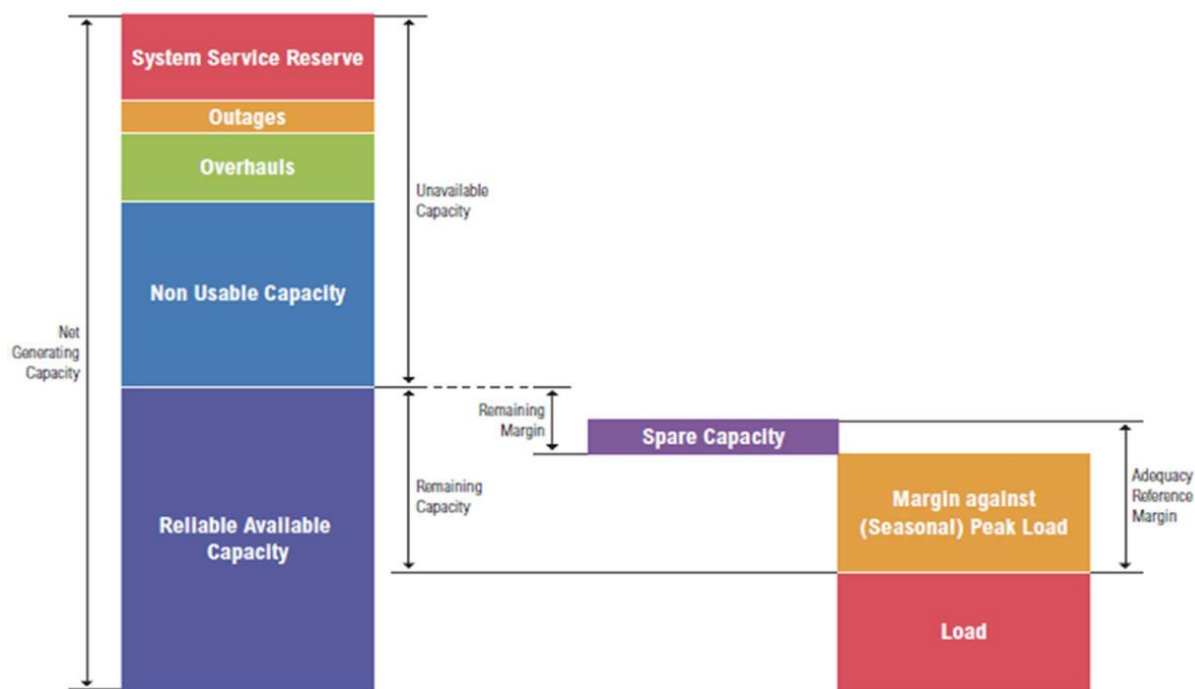 System Service Reserve
Outages
Overhauls
Unavailable
Capacity
Non Usable Capacity
Net
Generating
Capacity
Remaining
Margin
Spare Capacity
Remaining
Capacity
Reliable Available
Capacity
Margin against
(Seasonal) Peak Load
Adequacy
Reference
Margin
Load